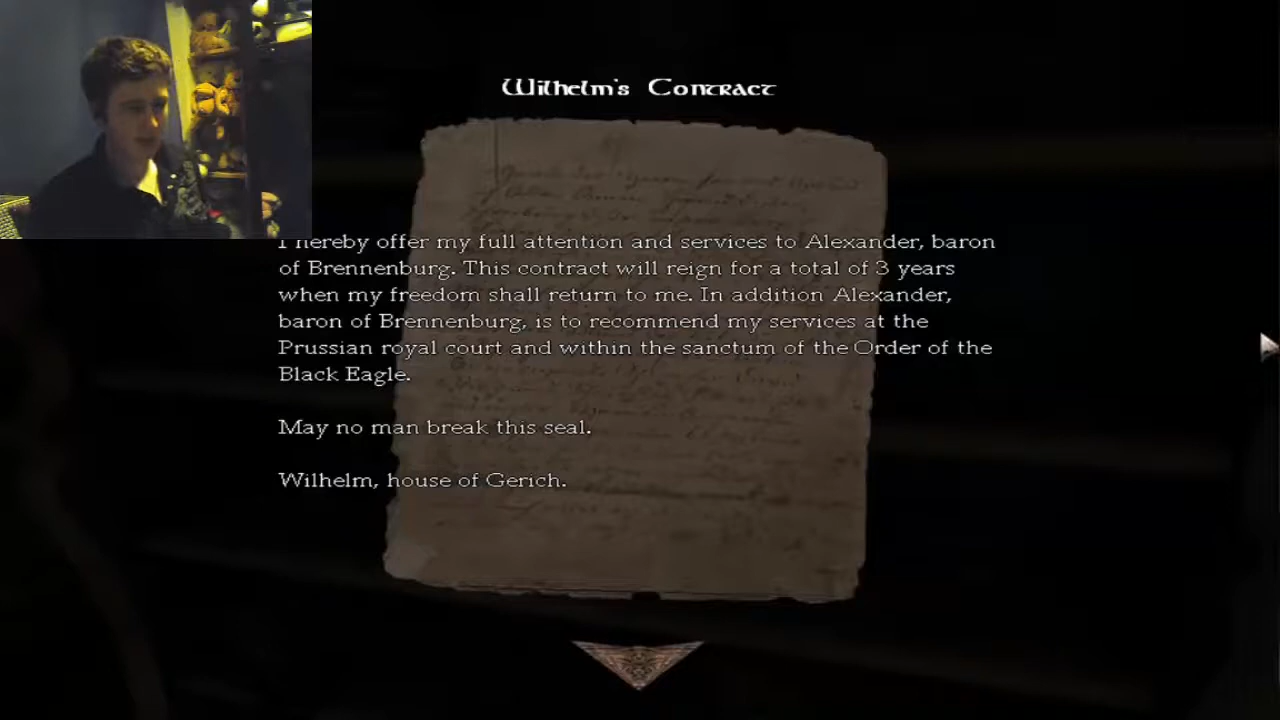 Wilhelm's Contract
I hereby offer my full attention and services to Alexander, baron
of Brennenburg. This contract will reign for a total of 3 years
when my freedom shall return to me. In addition Alexander,
baron of Brennenburg, is to recommend my services at the
Prussian royal court and within the sanctum of the Order of the
Black Eagle.
May no man break this seal.
Wilhelm, house of Gerich.